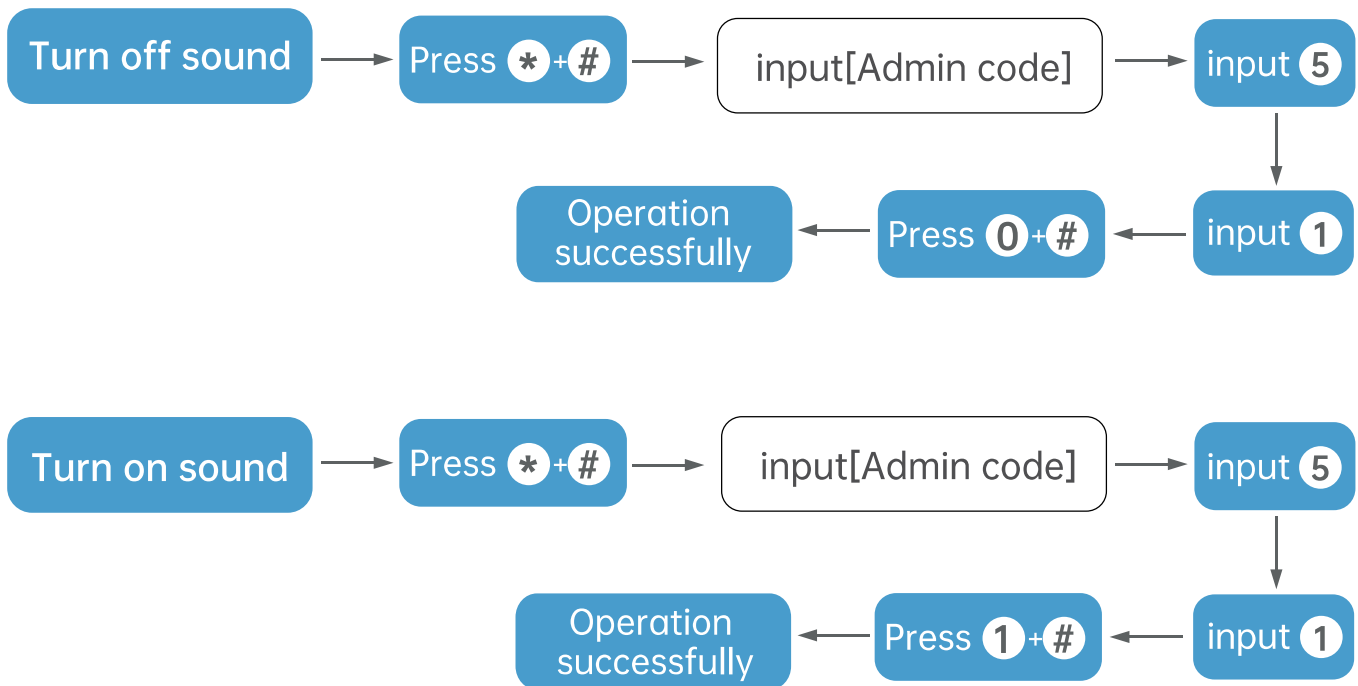 Turn off sound
Press * + #
input[Admin code]
input 5
input 1
Press 0 + #
Operation
successfully
Turn on sound
Press * + #
input[Admin code]
input 5
input 1
Press 1 + #
Operation
successfully